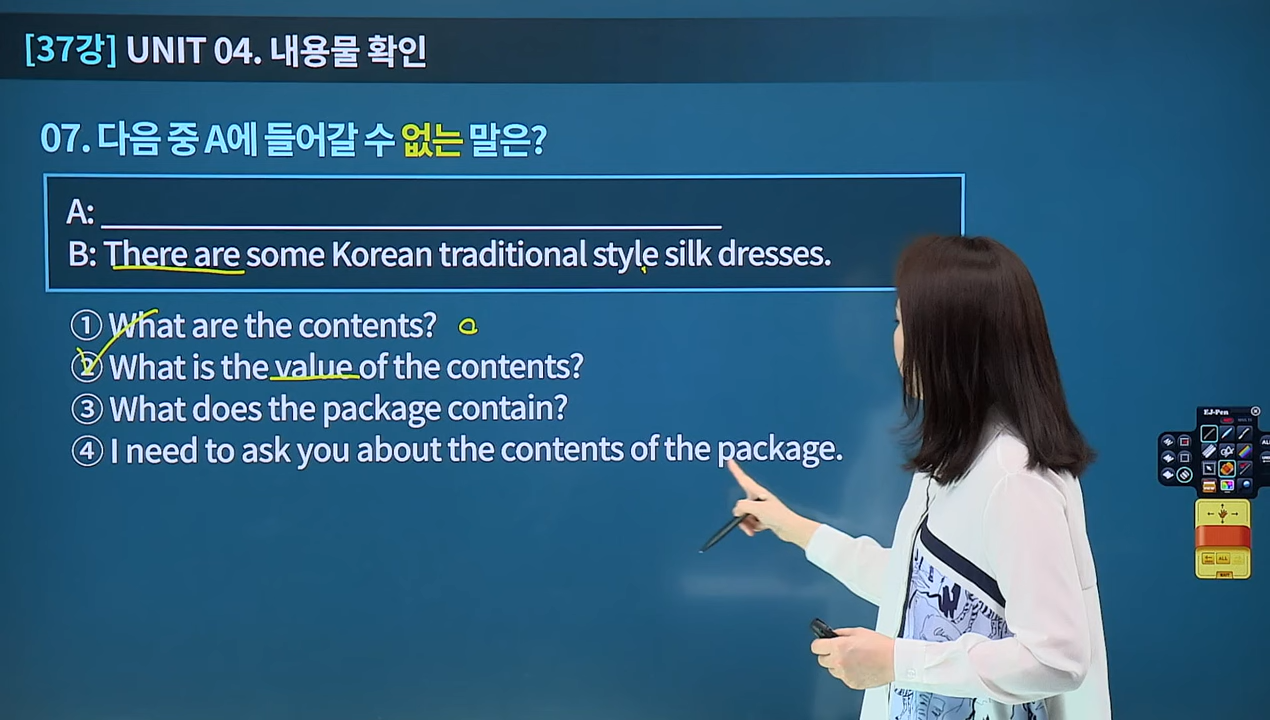 [37강] UNIT 04. 내용물 확인
07. 다음 중 A에 들어갈 수 없는 말은?
A:
B: There are some Korean traditional style silk dresses.
① What are the contents?
② What is the value of the contents?
③ What does the package contain?
④ I need to ask you about the contents of the package.
EJ-Pen
ALL